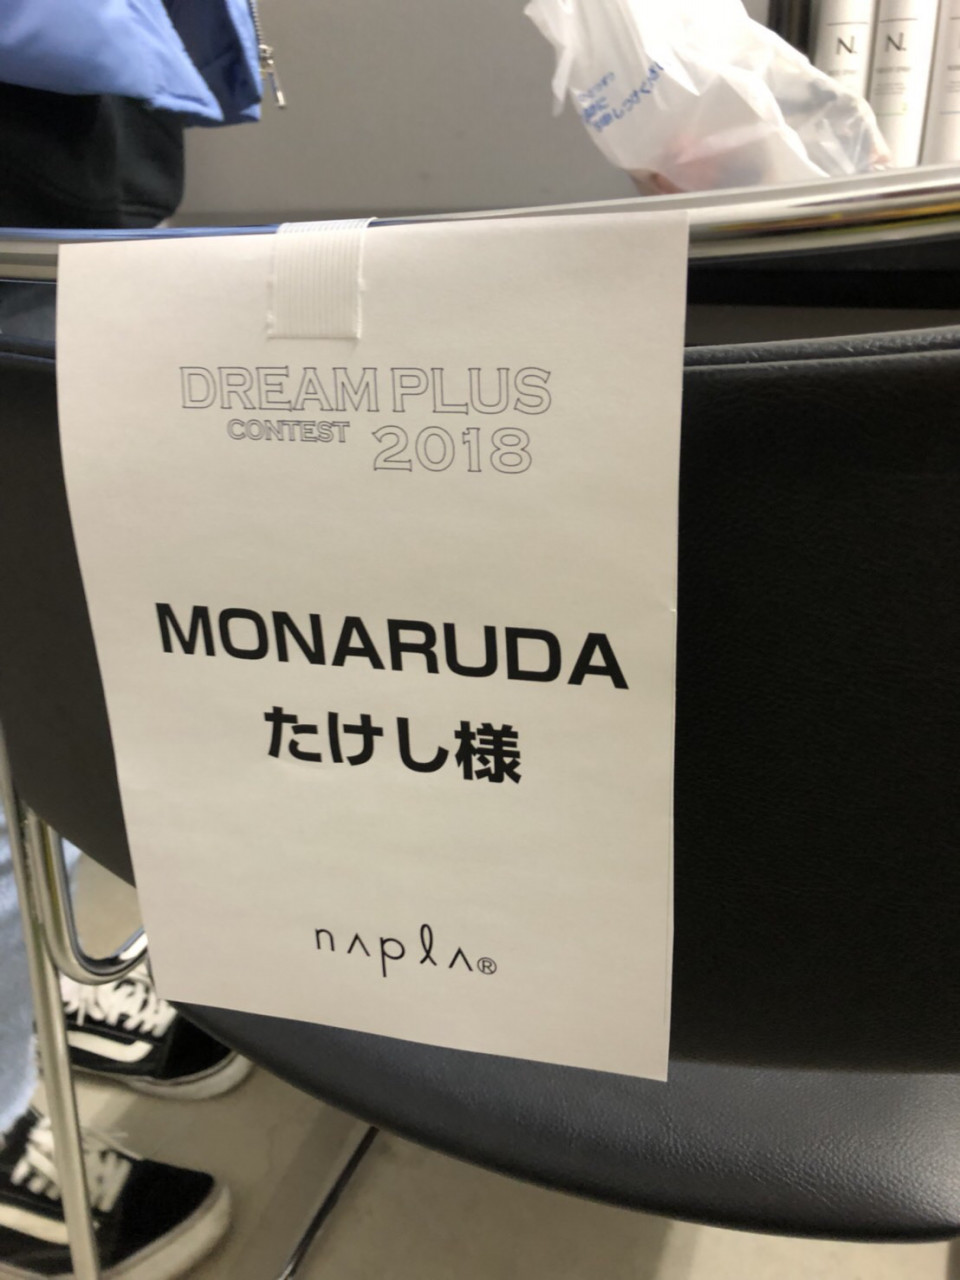 N.
N.
DREAM PLUS
CONTEST 2018
MONARUDA
たけし様
napla®